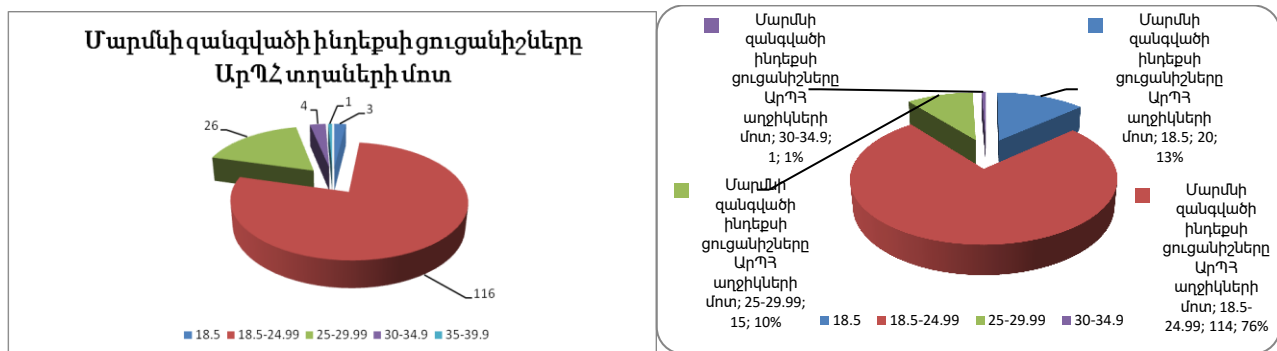 Մարմնի զանգվածի ինդեքսի ցուցանիշները
ԱրՊՀ տղաների մոտ
4
1
3
26
116
18.5 18.5-24.99 25-29.99 30-34.9 35-39.9
Մարմնի
զանգվածի
ինդեքսի
ցուցանիշները
ԱրՊՀ
աղջիկների
մոտ; 30-34.9;
1; 1%
Մարմնի
զանգվածի
ինդեքսի
ցուցանիշները
ԱրՊՀ
աղջիկների
մոտ; 18.5; 20;
13%
Մարմնի
զանգվածի
ինդեքսի
ցուցանիշները
ԱրՊՀ
աղջիկների
մոտ; 25-29.99;
15; 10%
Մարմնի
զանգվածի
ինդեքսի
ցուցանիշները
ԱրՊՀ
աղջիկների
մոտ; 18.5-
24.99; 114; 76%
18.5 18.5-24.99 25-29.99 30-34.9